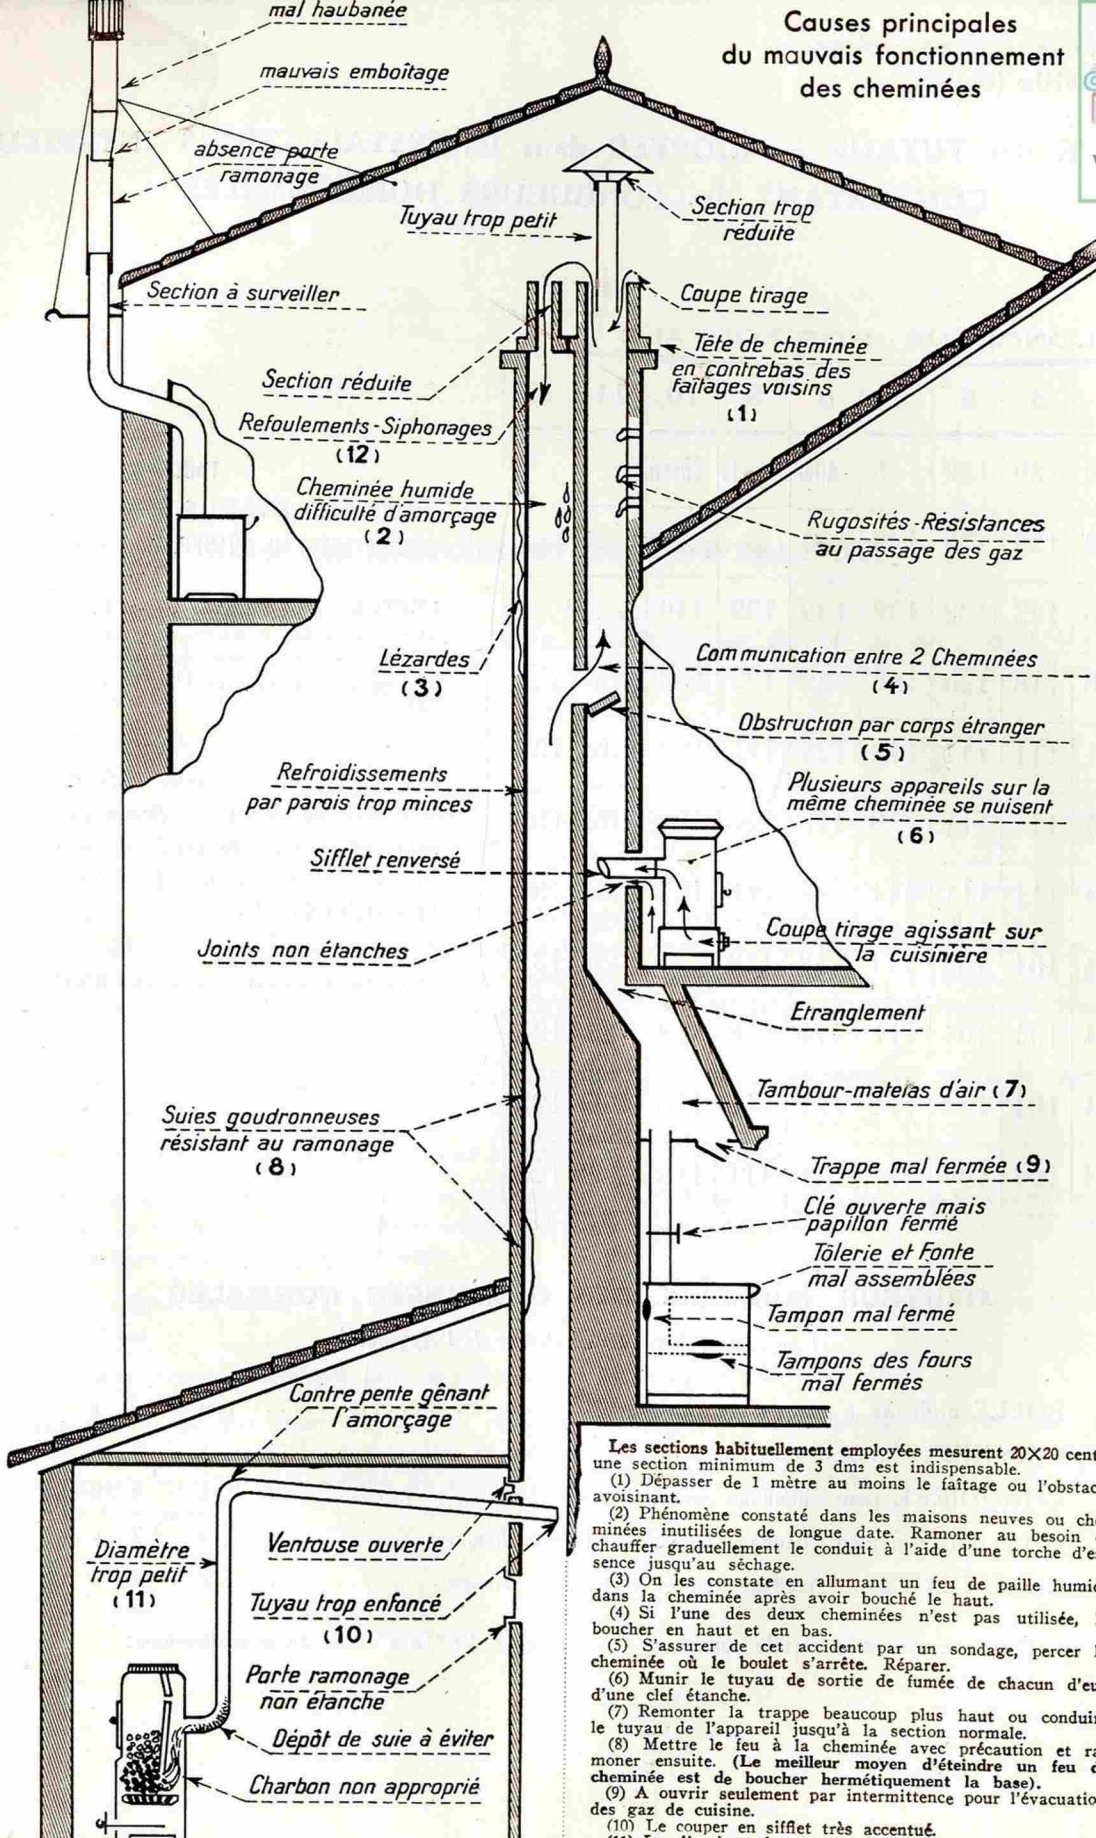 Causes principales
du mauvais fonctionnement
des cheminées
mal haubanée
mauvais emboîtage
absence porte
ramonage
Tuyau trop petit
Section trop
réduite
Section à surveiller
Coupe tirage
Tête de cheminée
en contrebas des
faîtages voisins
(1)
Section réduite
Refoulements-Siphonages
(12)
Cheminée humide
difficulté d'amorçage
(2)
Rugosités-Résistances
au passage des gaz
Lézardes
(3)
Communication entre 2 Cheminées
(4)
Obstruction par corps étranger
(5)
Refroidissements
par parois trop minces
Plusieurs appareils sur la
même cheminée se nuisent
(6)
Sifflet renversé
Joints non étanches
Coupe tirage agissant sur
la cuisinière
Etranglement
Tambour-matelas d'air (7)
Suies goudronneuses
résistant au ramonage
(8)
Trappe mal fermée (9)
Clé ouverte mais
papillon fermé
Tôlerie et Fonte
mal assemblées
Tampon mal fermé
Tampons des fours
mal fermés
Contre pente gênant
l'amorçage
Ventouse ouverte
Diamètre
trop petit
(11)
Tuyau trop enfoncé
(10)
Porte ramonage
non étanche
Dépôt de suie à éviter
Charbon non approprié
Les sections habituellement employées mesurent 20×20 cent
une section minimum de 3 dm2 est indispensable.
(1) Dépasser de 1 mètre au moins le faîtage ou l'obstac
avoisinant.
(2) Phénomène constaté dans les maisons neuves ou che
minées inutilisées de longue date. Ramoner au besoin
chauffer graduellement le conduit à l'aide d'une torche d'es
sence jusqu'au séchage.
(3) On les constate en allumant un feu de paille humid
dans la cheminée après avoir bouché le haut.
(4) Si l'une des deux cheminées n'est pas utilisée,
boucher en haut et en bas.
(5) S'assurer de cet accident par un sondage, percer l
cheminée où le boulet s'arrête. Réparer.
(6) Munir le tuyau de sortie de fumée de chacun d'eu
d'une clef étanche.
(7) Remonter la trappe beaucoup plus haut ou condui
le tuyau de l'appareil jusqu'à la section normale.
(8) Mettre le feu à la cheminée avec précaution et ra
moner ensuite. (Le meilleur moyen d'éteindre un feu d
cheminée est de boucher hermétiquement la base).
(9) A ouvrir seulement par intermittence pour l'évacuatio
des gaz de cuisine.
(10) Le couper en sifflet très accentué.